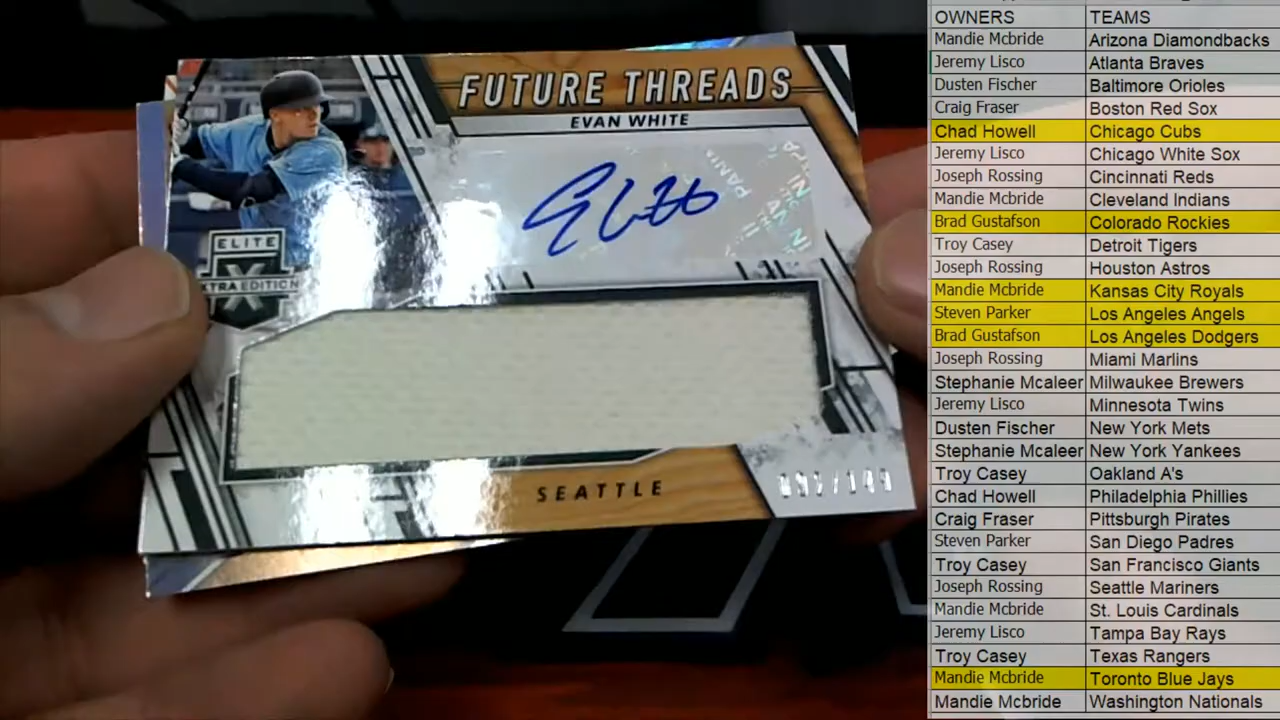 FUTURE THREADS
EVAN WHITE
ELITE
XTRA EDITION
X
SEATTLE
OWNERS TEAMS
Mandie Mcbride Arizona Diamondbacks
Jeremy Lisco Atlanta Braves
Dusten Fischer Baltimore Orioles
Craig Fraser Boston Red Sox
Chad Howell Chicago Cubs
Jeremy Lisco Chicago White Sox
Joseph Rossing Cincinnati Reds
Mandie Mcbride Cleveland Indians
Brad Gustafson Colorado Rockies
Troy Casey Detroit Tigers
Joseph Rossing Houston Astros
Mandie Mcbride Kansas City Royals
Steven Parker Los Angeles Angels
Brad Gustafson Los Angeles Dodgers
Joseph Rossing Miami Marlins
Stephanie Mcaleer Milwaukee Brewers
Jeremy Lisco Minnesota Twins
Dusten Fischer New York Mets
Stephanie Mcaleer New York Yankees
Troy Casey Oakland A's
Chad Howell Philadelphia Phillies
Craig Fraser Pittsburgh Pirates
Steven Parker San Diego Padres
Troy Casey San Francisco Giants
Joseph Rossing Seattle Mariners
Mandie Mcbride St. Louis Cardinals
Jeremy Lisco Tampa Bay Rays
Troy Casey Texas Rangers
Mandie Mcbride Toronto Blue Jays
Mandie Mcbride Washington Nationals